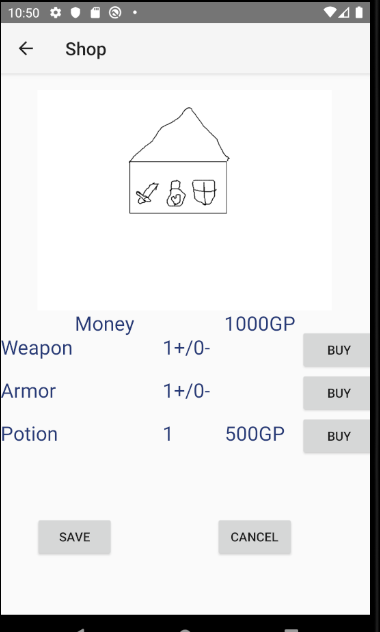 10:50
Shop
Money 1000GP
Weapon 1+/0- BUY
Armor 1+/0- BUY
Potion 1 500GP BUY
SAVE CANCEL